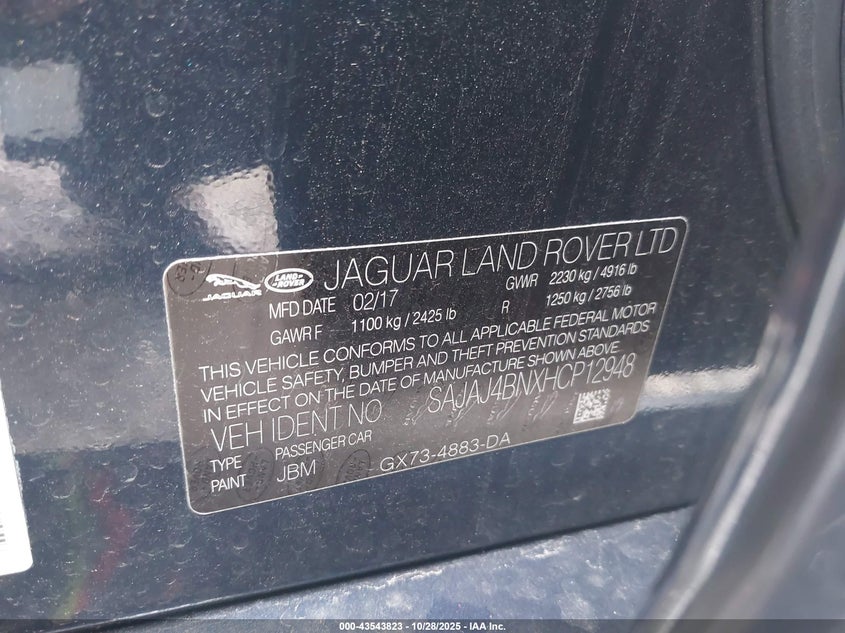 JAGUAR LAND-ROVER JAGUAR LAND ROVER LTD
MFD DATE 02/17 GVWR 2230 kg / 4916 lb
GAWR F 1100 kg / 2425 lb R 1250 kg / 2756 lb
THIS VEHICLE CONFORMS TO ALL APPLICABLE FEDERAL MOTOR
VEHICLE SAFETY, BUMPER AND THEFT PREVENTION STANDARDS
IN EFFECT ON THE DATE OF MANUFACTURE SHOWN ABOVE.
VEH IDENT NO SAJAJ4BNXHCP12948
TYPE PASSENGER CAR
PAINT JBM GX73-4883-DA
000-43543823 | 10/28/2025 - IAA Inc.